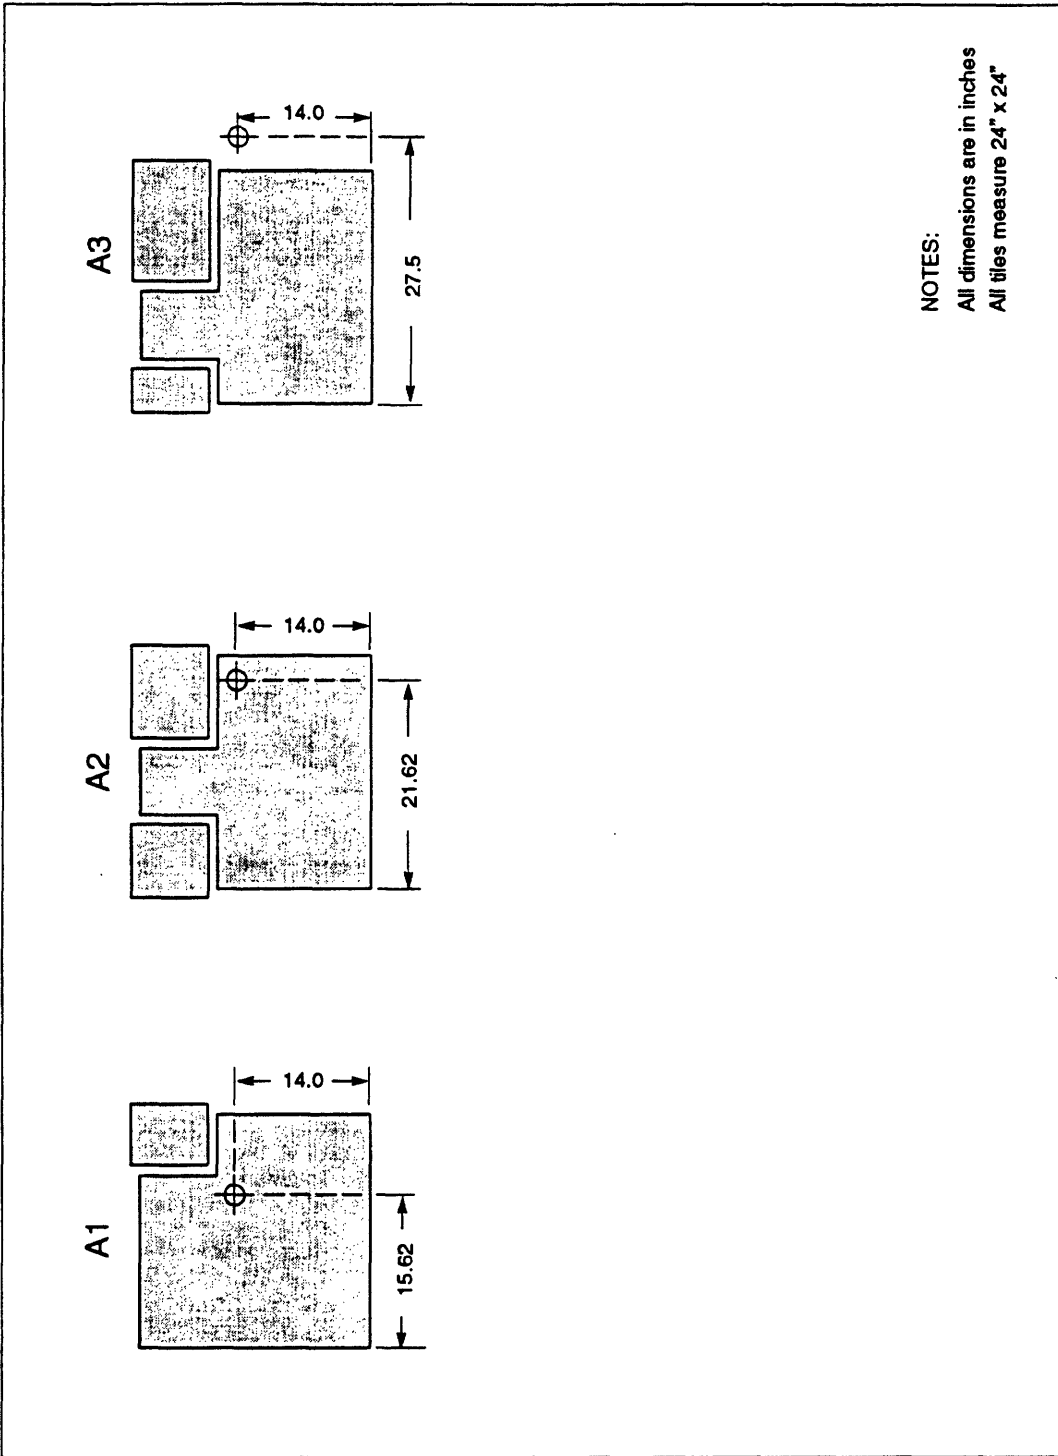 A3
14.0
27.5
A2
14.0
21.62
A1
14.0
15.62
NOTES:
All dimensions are in inches
All tiles measure 24" x 24"